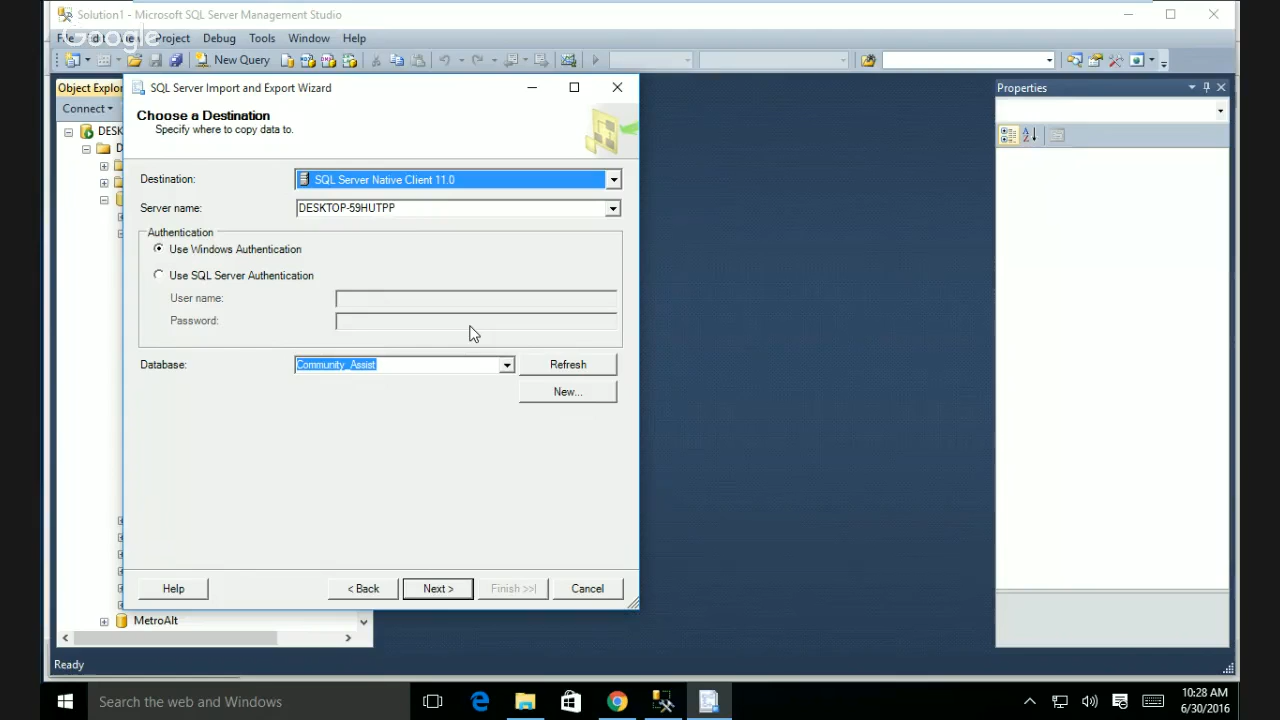 Solution1 - Microsoft SQL Server Management Studio
Google
Project Debug Tools Window Help
New Query
Object Explor
Connect
DESK
D
MetroAlt
SQL Server Import and Export Wizard
Choose a Destination
Specify where to copy data to.
Destination: SQL Server Native Client 11.0
Server name: DESKTOP-59HUTPP
Authentication
Use Windows Authentication
Use SQL Server Authentication
User name:
Password:
Database: Community_Assist Refresh
New...
Help < Back Next > Finish >>| Cancel
Properties
Ready
Search the web and Windows
10:28 AM
6/30/2016